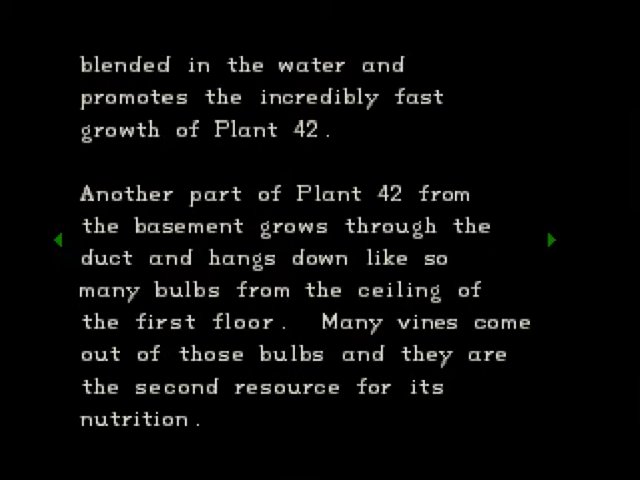 blended in the water and
promotes the incredibly fast
growth of Plant 42.
Another part of Plant 42 from
the basement grows through the
duct and hangs down like so
many bulbs from the ceiling of
the first floor. Many vines come
out of those bulbs and they are
the second resource for its
nutrition.